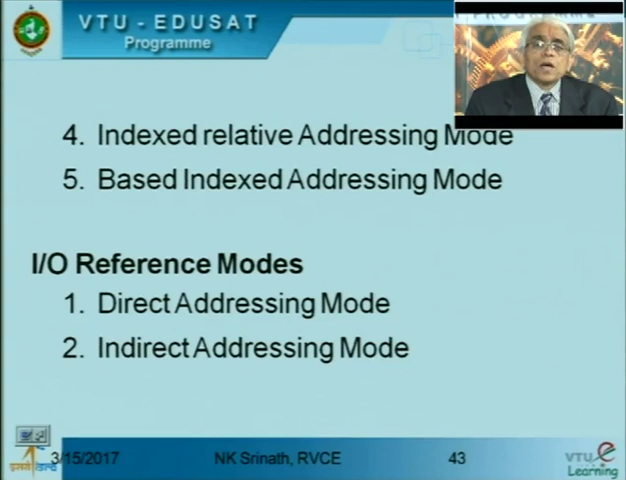 VTU - EDUSAT
Programme
4. Indexed relative Addressing Mode
5. Based Indexed Addressing Mode
I/O Reference Modes
1. Direct Addressing Mode
2. Indirect Addressing Mode
3/15/2017
NK Srinath, RVCE
43
VTU e
Learning